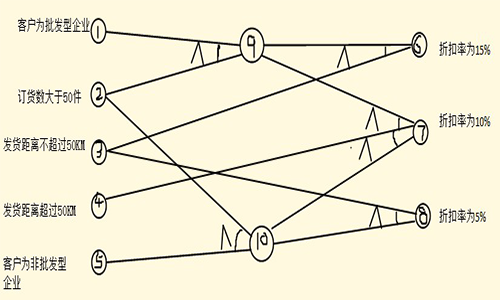 客户为批发型企业
1
9
6
折扣率为15%
∧
∧
订货数大于50件
2
折扣率为10%
∧
7
发货距离不超过50KM
3
∧
发货距离超过50KM
4
∧
8
折扣率为5%
∧
10
客户为非批发型
企业
5